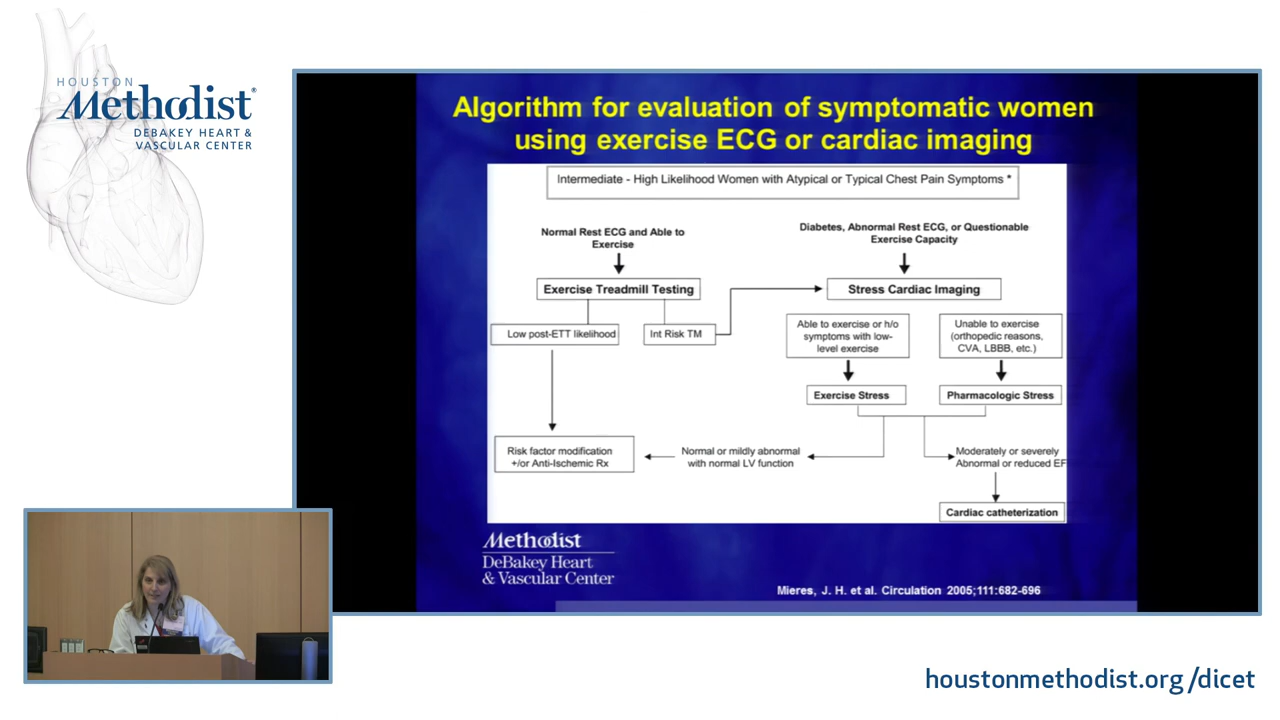 HOUSTON
Methodist®
DEBAKEY HEART &
VASCULAR CENTER
Algorithm for evaluation of symptomatic women
using exercise ECG or cardiac imaging
Intermediate - High Likelihood Women with Atypical or Typical Chest Pain Symptoms *
Normal Rest ECG and Able to
Exercise
Diabetes, Abnormal Rest ECG, or Questionable
Exercise Capacity
Exercise Treadmill Testing
Stress Cardiac Imaging
Low post-ETT likelihood
Int Risk TM
Able to exercise or h/o
symptoms with low-
level exercise
Unable to exercise
(orthopedic reasons,
CVA, LBBB, etc.)
Exercise Stress
Pharmacologic Stress
Risk factor modification
+/or Anti-Ischemic Rx
Normal or mildly abnormal
with normal LV function
Moderately or severely
Abnormal or reduced EF
Cardiac catheterization
Methodist
DeBakey Heart
& Vascular Center
Mieres, J. H. et al. Circulation 2005;111:682-696
houstonmethodist.org/dicet